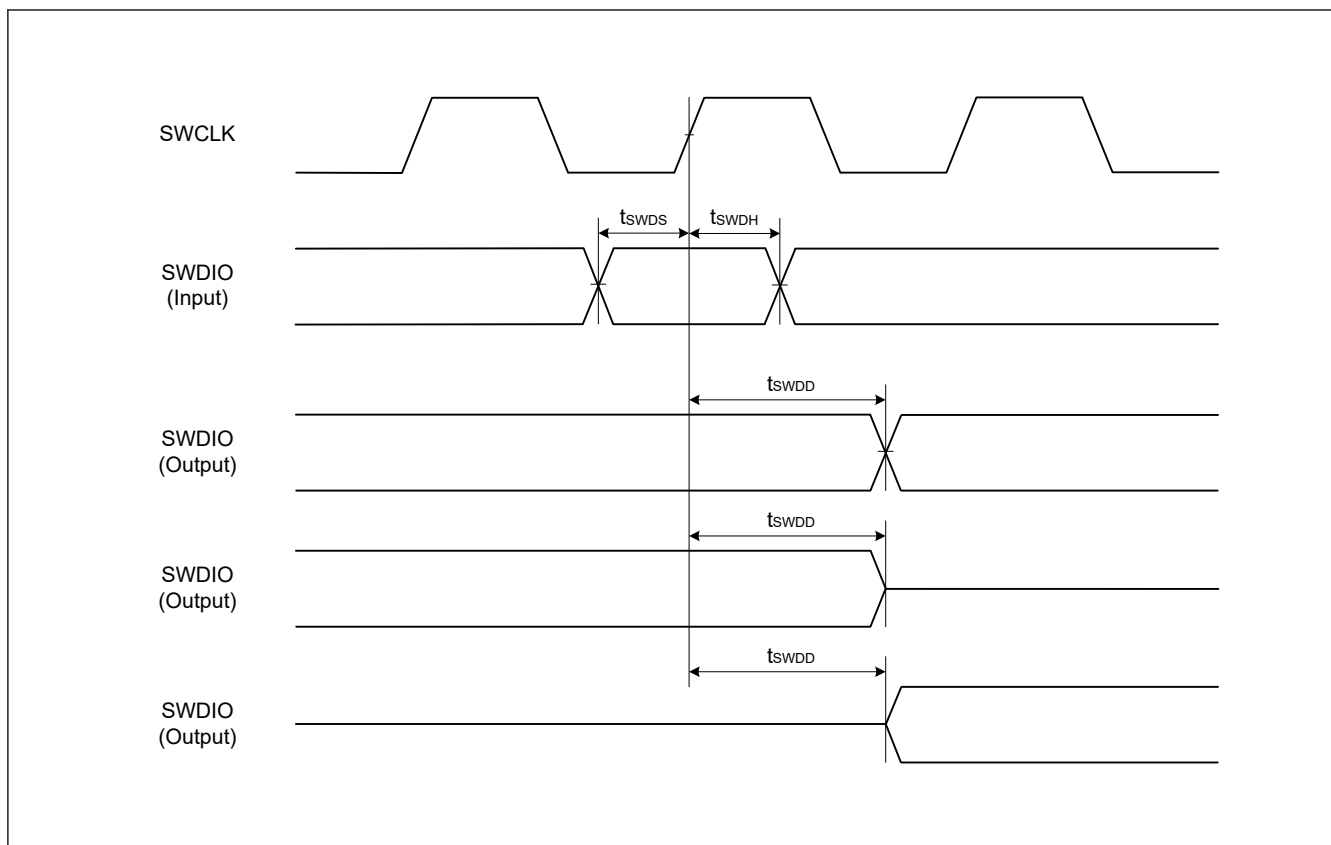 SWCLK
tSWDS
tSWDH
SWDIO
(Input)
tSWDD
SWDIO
(Output)
tSWDD
SWDIO
(Output)
tSWDD
SWDIO
(Output)